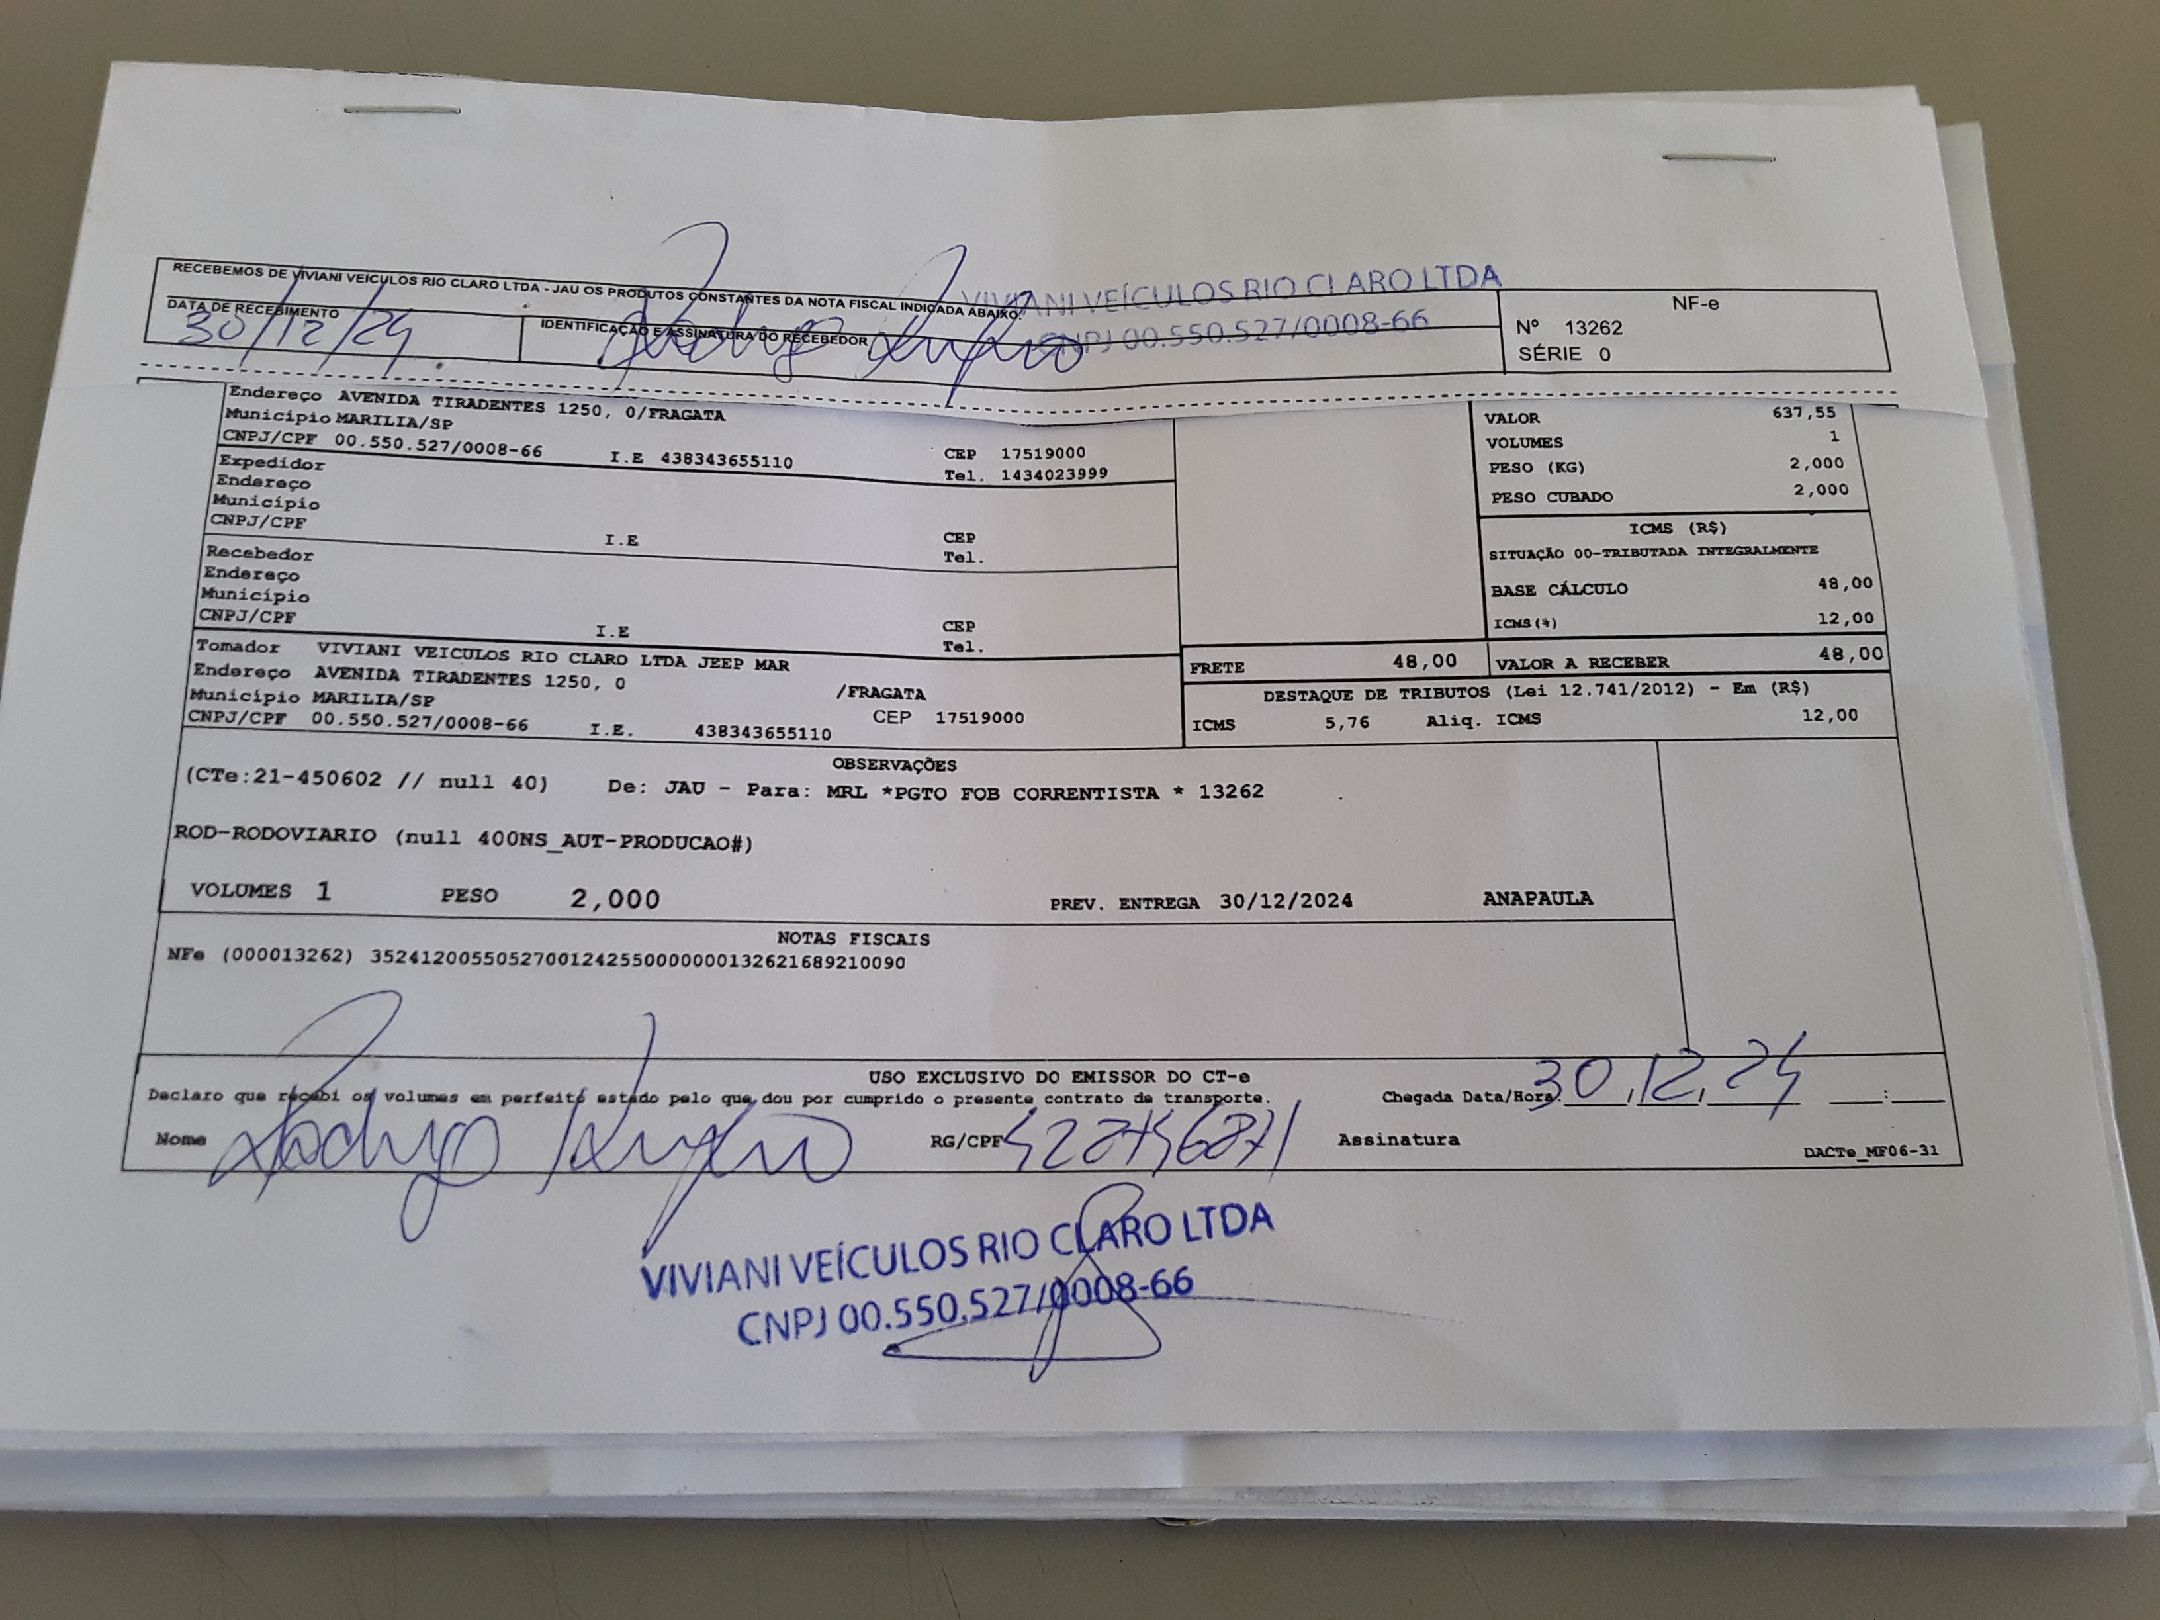 RECEBEMOS DE VIVIANI VEÍCULOS RIO CLARO LTDA - JAU OS PRODUTOS CONSTANTES DA NOTA FISCAL INDICADA ABAIXO.
VIVIANI VEÍCULOS RIO CLARO LTDA
CNPJ 00.550.527/0008-66
NF-e
Nº 13262
SÉRIE 0
DATA DE RECEBIMENTO
30/12/24
IDENTIFICAÇÃO E ASSINATURA DO RECEBEDOR
Endereço AVENIDA TIRADENTES 1250, 0/FRAGATA
Município MARILIA/SP
CNPJ/CPF 00.550.527/0008-66 I.E 438343655110
CEP 17519000
Tel. 1434023999
Expedidor
Endereço
Município
CNPJ/CPF I.E CEP
Tel.
Recebedor
Endereço
Município
CNPJ/CPF I.E CEP
Tel.
Tomador VIVIANI VEICULOS RIO CLARO LTDA JEEP MAR
Endereço AVENIDA TIRADENTES 1250, 0 /FRAGATA
Município MARILIA/SP CEP 17519000
CNPJ/CPF 00.550.527/0008-66 I.E. 438343655110
VALOR 637,55
VOLUMES 1
PESO (KG) 2,000
PESO CUBADO 2,000
ICMS (R$)
SITUAÇÃO 00-TRIBUTADA INTEGRALMENTE
BASE CÁLCULO 48,00
ICMS(%) 12,00
FRETE 48,00 VALOR A RECEBER 48,00
DESTAQUE DE TRIBUTOS (Lei 12.741/2012) - Em (R$)
ICMS 5,76 Aliq. ICMS 12,00
OBSERVAÇÕES
(CTe:21-450602 // null 40) De: JAU - Para: MRL *PGTO FOB CORRENTISTA * 13262
ROD-RODOVIARIO (null 400NS_AUT-PRODUCAO#)
VOLUMES 1 PESO 2,000 PREV. ENTREGA 30/12/2024 ANAPAULA
NOTAS FISCAIS
NFe (000013262) 35241200550527001242550000000132621689210090
USO EXCLUSIVO DO EMISSOR DO CT-e
Declaro que recebi os volumes em perfeito estado pelo que dou por cumprido o presente contrato de transporte.
Chegada Data/Hora: 30.12.24 :
Nome RG/CPF Assinatura
DACTe_MF06-31
VIVIANI VEÍCULOS RIO CLARO LTDA
CNPJ 00.550.527/0008-66